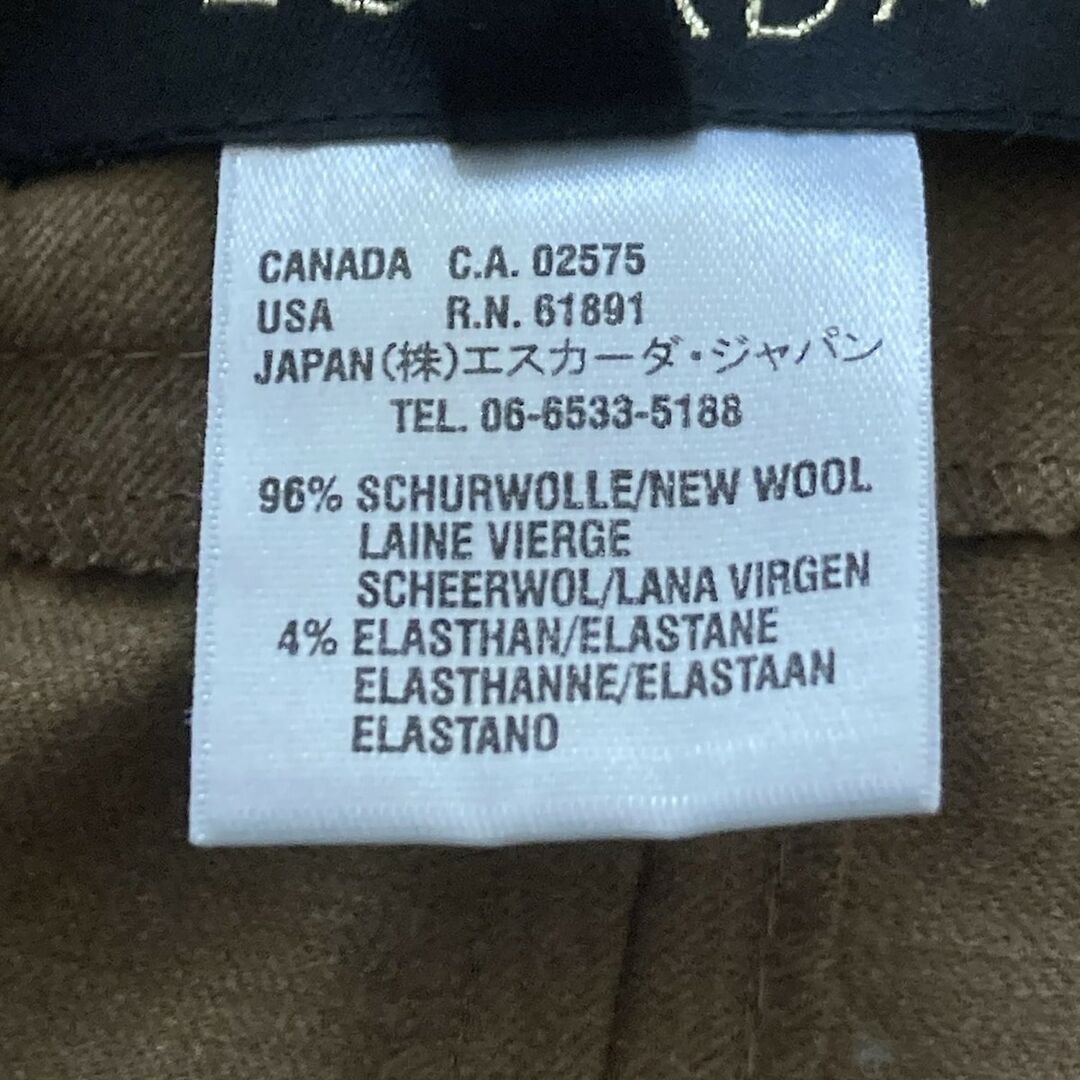 CANADA C.A. 02575
USA R.N. 61891
JAPAN(株)エスカーダ・ジャパン
TEL. 06-6533-5188
96% SCHURWOLLE/NEW WOOL
LAINE VIERGE
SCHEERWOL/LANA VIRGEN
4% ELASTHAN/ELASTANE
ELASTHANNE/ELASTAAN
ELASTANO